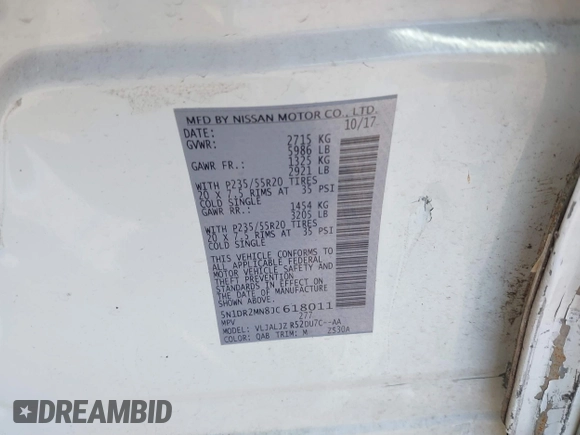 MFD BY NISSAN MOTOR CO., LTD.
DATE: 10/17
GVWR: 2715 KG
5986 LB
GAWR FR.: 1325 KG
2921 LB
WITH P235/55R20 TIRES
20 X 7.5 RIMS AT 35 PSI
COLD SINGLE
GAWR RR.: 1454 KG
3205 LB
WITH P235/55R20 TIRES
20 X 7.5 RIMS AT 35 PSI
COLD SINGLE
THIS VEHICLE CONFORMS TO
ALL APPLICABLE FEDERAL
MOTOR VEHICLE SAFETY AND
THEFT PREVENTION
STANDARDS IN EFFECT ON
THE DATE OF MANUFACTURE
SHOWN ABOVE.
5N1DR2MN8JC618011
MPV 277
MODEL: VLJALJZ R52DU7C--AA
COLOR: QAB TRIM: M ZS30A
DREAMBID